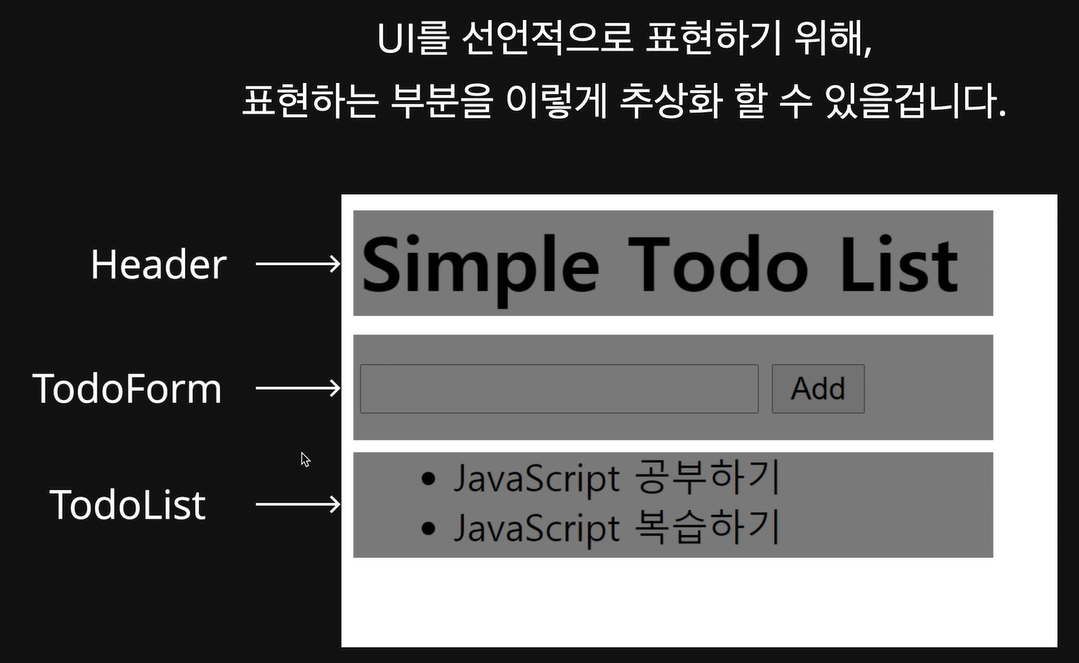 UI를 선언적으로 표현하기 위해,
표현하는 부분을 이렇게 추상화 할 수 있을겁니다.
Header
Simple Todo List
TodoForm
Add
TodoList
• JavaScript 공부하기
• JavaScript 복습하기